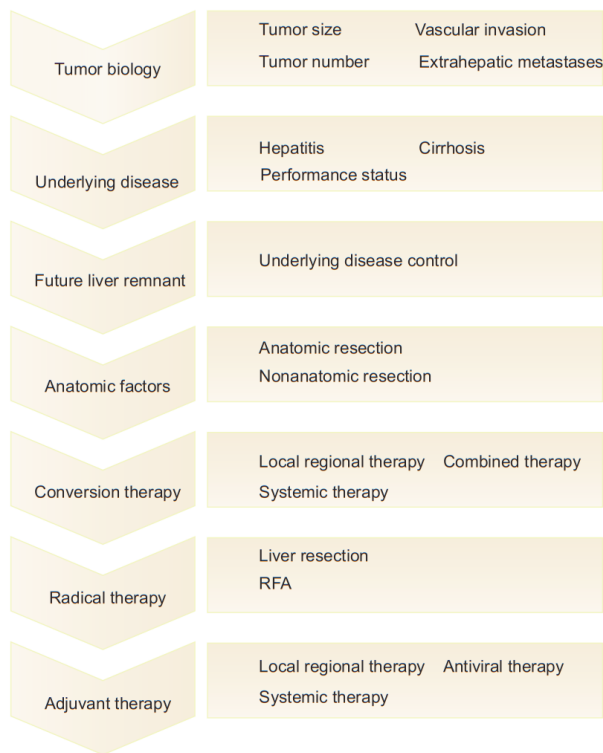 Tumor biology
Tumor size Vascular invasion
Tumor number Extrahepatic metastases
Underlying disease
Hepatitis Cirrhosis
Performance status
Future liver remnant
Underlying disease control
Anatomic factors
Anatomic resection
Nonanatomic resection
Conversion therapy
Local regional therapy Combined therapy
Systemic therapy
Radical therapy
Liver resection
RFA
Adjuvant therapy
Local regional therapy Antiviral therapy
Systemic therapy